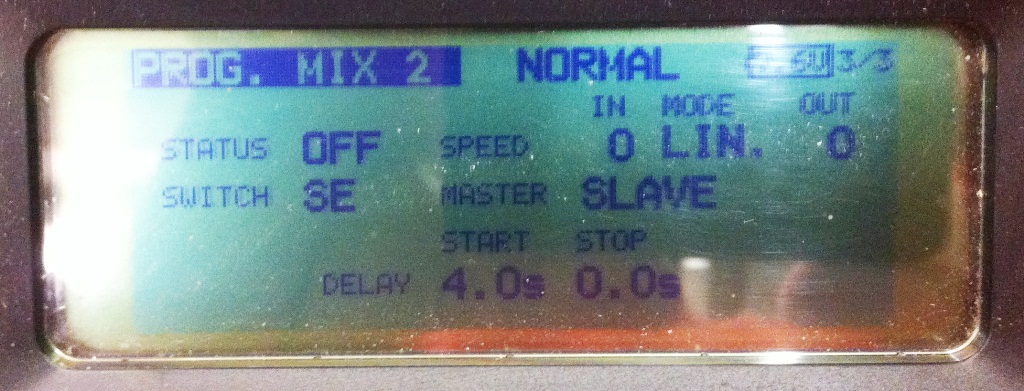 PROG. MIX 2 NORMAL 3/3
IN MODE OUT
STATUS OFF SPEED 0 LIN. 0
SWITCH SE MASTER SLAVE
START STOP
DELAY 4.0s 0.0s